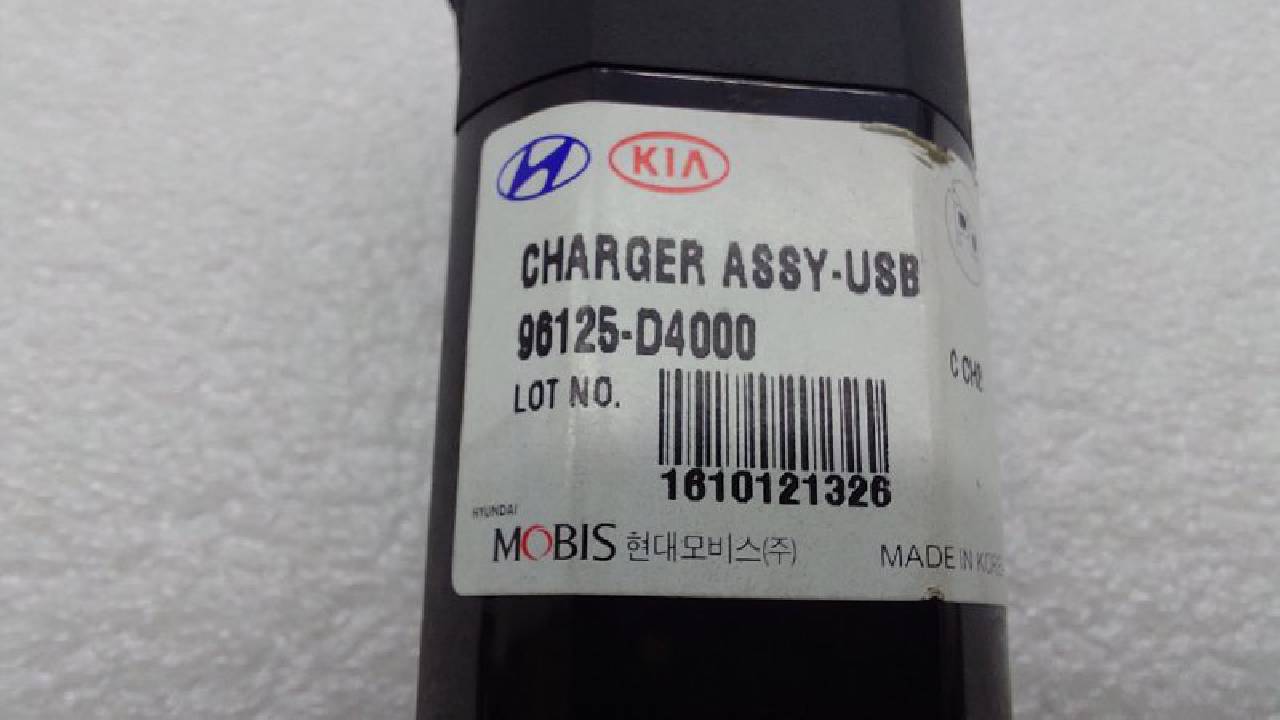 KIA
CHARGER ASSY-USB
96125-D4000
LOT NO.
1610121326
HYUNDAI
MOBIS 현대모비스(주)
MADE IN